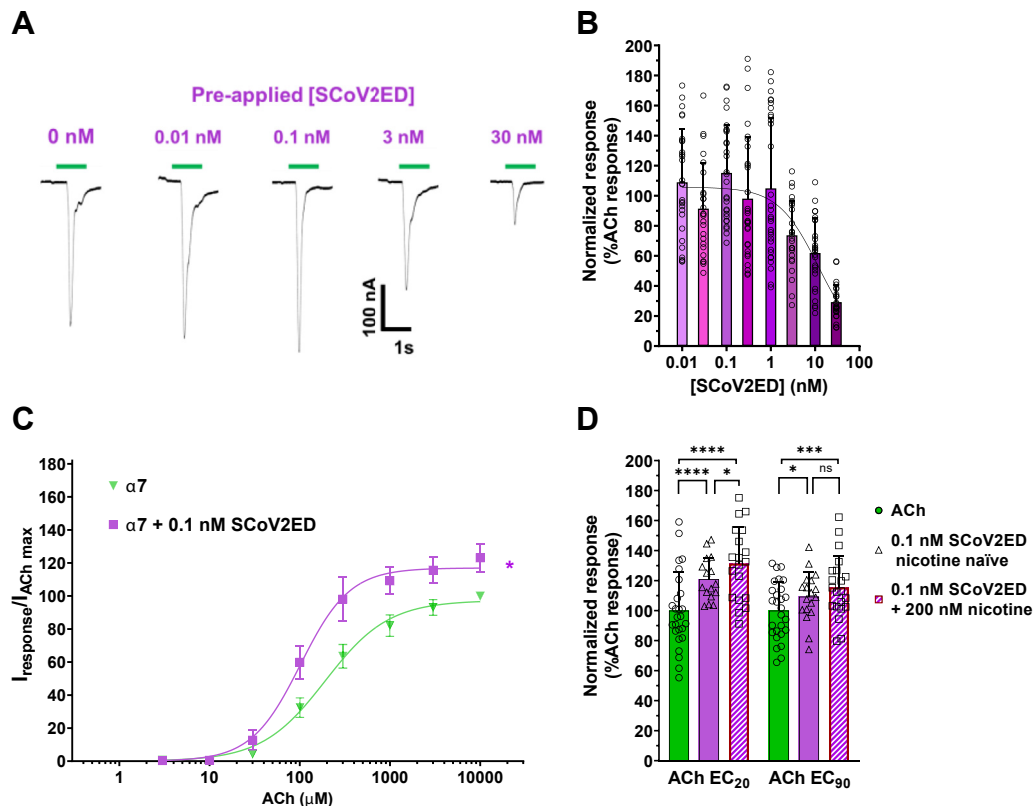 A
Pre-applied [SCoV2ED]
0 nM 0.01 nM 0.1 nM 3 nM 30 nM
100 nA
1s
B
Normalized response
(%ACh response)
200
180
160
140
120
100
80
60
40
20
0
0.01 0.1 1 10 100
[SCoV2ED] (nM)
C
Iresponse/IACh max
180
160
140
120
100
80
60
40
20
0
α7
α7 + 0.1 nM SCoV2ED
*
1 10 100 1000 10000
ACh (μM)
D
Normalized response
(%ACh response)
200
180
160
140
120
100
80
60
40
20
0
**** ***
**** * * ns
ACh EC20 ACh EC90
ACh
0.1 nM SCoV2ED
nicotine naïve
0.1 nM SCoV2ED
+ 200 nM nicotine